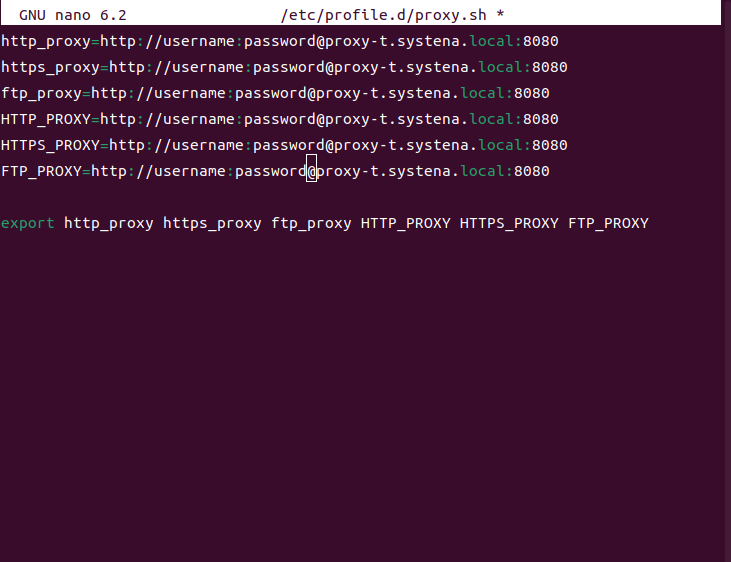 GNU nano 6.2 /etc/profile.d/proxy.sh *
http_proxy=http://username:password@proxy-t.systena.local:8080
https_proxy=http://username:password@proxy-t.systena.local:8080
ftp_proxy=http://username:password@proxy-t.systena.local:8080
HTTP_PROXY=http://username:password@proxy-t.systena.local:8080
HTTPS_PROXY=http://username:password@proxy-t.systena.local:8080
FTP_PROXY=http://username:password@proxy-t.systena.local:8080
export http_proxy https_proxy ftp_proxy HTTP_PROXY HTTPS_PROXY FTP_PROXY